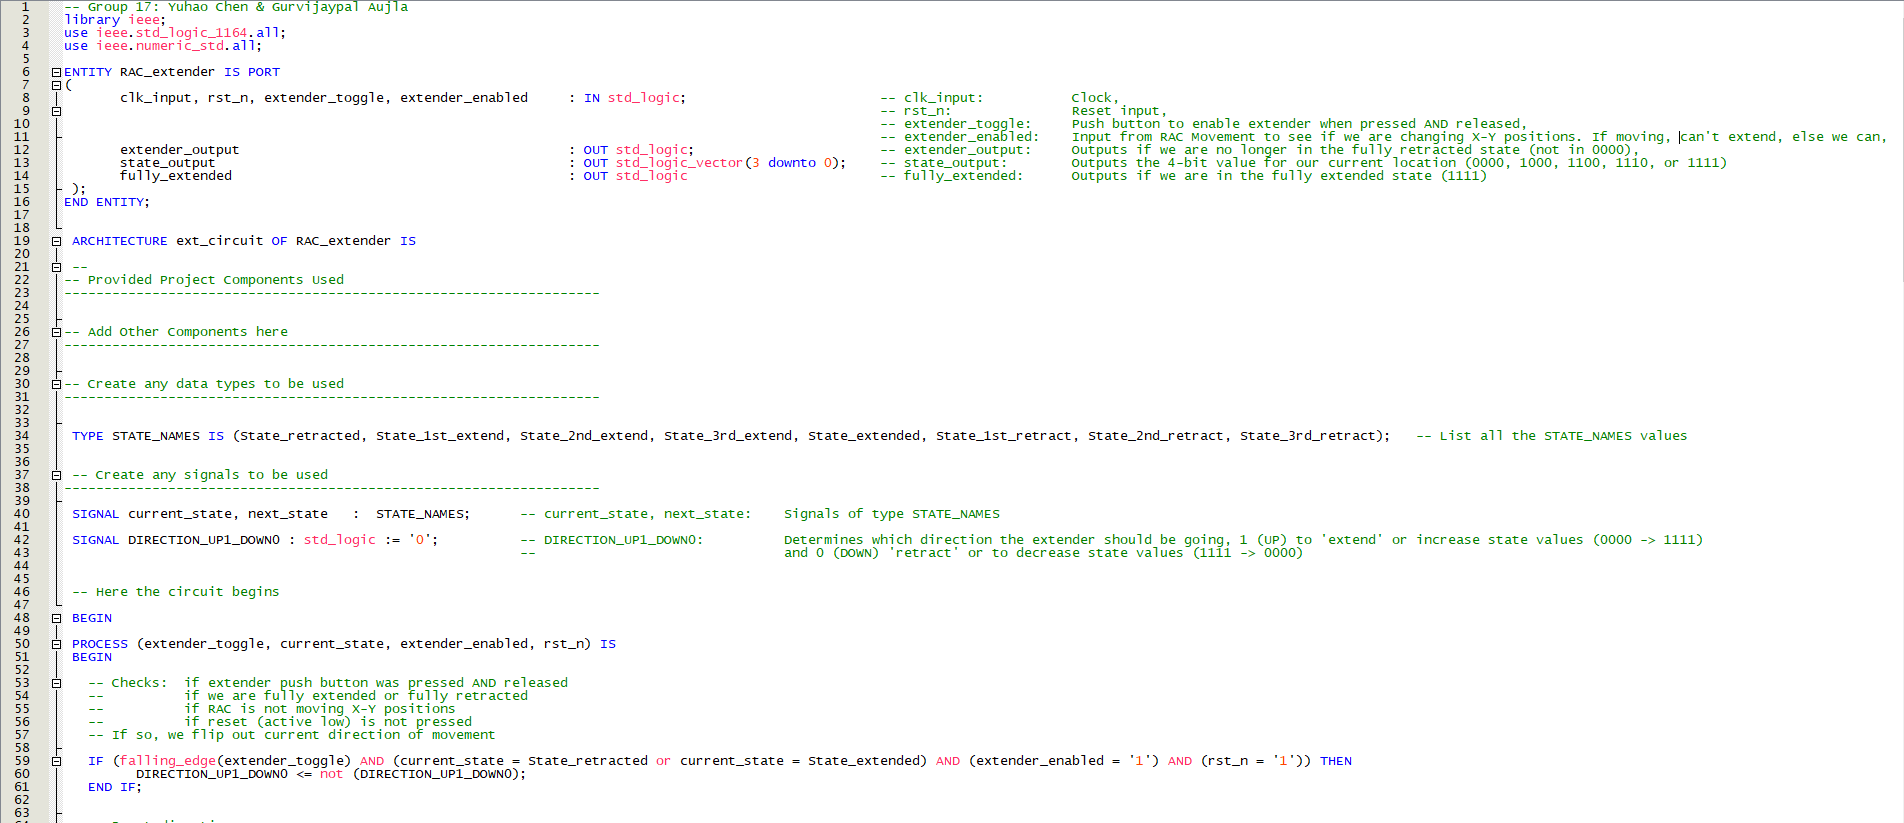 1 -- Group 17: Yuhao Chen & Gurvijaypal Aujla
2 library ieee;
3 use ieee.std_logic_1164.all;
4 use ieee.numeric_std.all;
5
6 ENTITY RAC_extender IS PORT
7 (
8 clk_input, rst_n, extender_toggle, extender_enabled : IN std_logic; -- clk_input: Clock,
9 -- rst_n: Reset input,
10 -- extender_toggle: Push button to enable extender when pressed AND released,
11 -- extender_enabled: Input from RAC Movement to see if we are changing X-Y positions. If moving, can't extend, else we can,
12 extender_output : OUT std_logic; -- extender_output: Outputs if we are no longer in the fully retracted state (not in 0000),
13 state_output : OUT std_logic_vector(3 downto 0); -- state_output: Outputs the 4-bit value for our current location (0000, 1000, 1100, 1110, or 1111)
14 fully_extended : OUT std_logic -- fully_extended: Outputs if we are in the fully extended state (1111)
15 );
16 END ENTITY;
17
18
19 ARCHITECTURE ext_circuit OF RAC_extender IS
20
21 --
22 -- Provided Project Components Used
23 -------------------------------------------------------------------
24
25
26 -- Add Other Components here
27 -------------------------------------------------------------------
28
29
30 -- Create any data types to be used
31 -------------------------------------------------------------------
32
33
34 TYPE STATE_NAMES IS (State_retracted, State_1st_extend, State_2nd_extend, State_3rd_extend, State_extended, State_1st_retract, State_2nd_retract, State_3rd_retract); -- List all the STATE_NAMES values
35
36
37 -- Create any signals to be used
38 -------------------------------------------------------------------
39
40 SIGNAL current_state, next_state : STATE_NAMES; -- current_state, next_state: Signals of type STATE_NAMES
41
42 SIGNAL DIRECTION_UP1_DOWN0 : std_logic := '0'; -- DIRECTION_UP1_DOWN0: Determines which direction the extender should be going, 1 (UP) to 'extend' or increase state values (0000 -> 1111)
43 -- and 0 (DOWN) 'retract' or to decrease state values (1111 -> 0000)
44
45
46 -- Here the circuit begins
47
48 BEGIN
49
50 PROCESS (extender_toggle, current_state, extender_enabled, rst_n) IS
51 BEGIN
52
53 -- Checks: if extender push button was pressed AND released
54 -- if we are fully extended or fully retracted
55 -- if RAC is not moving X-Y positions
56 -- if reset (active low) is not pressed
57 -- If so, we flip out current direction of movement
58
59 IF (falling_edge(extender_toggle) AND (current_state = State_retracted or current_state = State_extended) AND (extender_enabled = '1') AND (rst_n = '1')) THEN
60 DIRECTION_UP1_DOWN0 <= not (DIRECTION_UP1_DOWN0);
61 END IF;
62
63